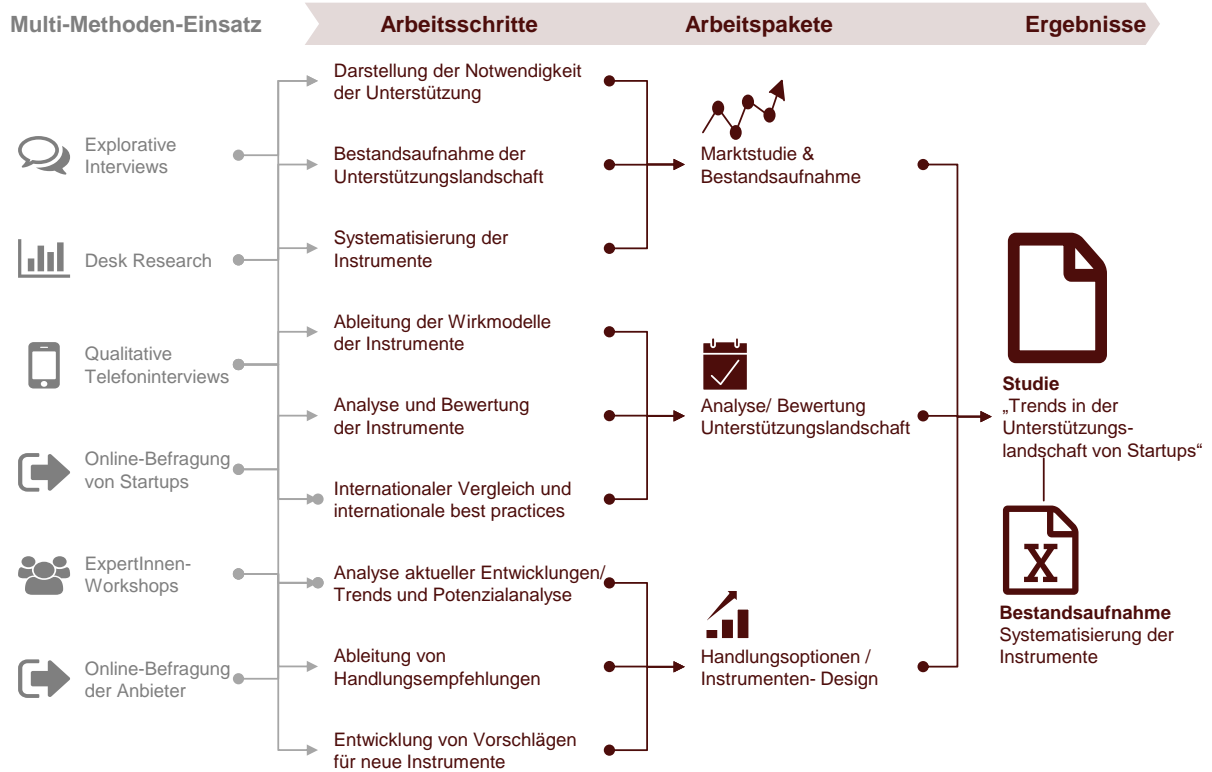 Multi-Methoden-Einsatz
Arbeitsschritte
Arbeitspakete
Ergebnisse
Explorative
Interviews
Desk Research
Qualitative
Telefoninterviews
Online-Befragung
von Startups
ExpertInnen-
Workshops
Online-Befragung
der Anbieter
Darstellung der Notwendigkeit
der Unterstützung
Bestandsaufnahme der
Unterstützungslandschaft
Systematisierung der
Instrumente
Ableitung der Wirkmodelle
der Instrumente
Analyse und Bewertung
der Instrumente
Internationaler Vergleich und
internationale best practices
Analyse aktueller Entwicklungen/
Trends und Potenzialanalyse
Ableitung von
Handlungsempfehlungen
Entwicklung von Vorschlägen
für neue Instrumente
Marktstudie &
Bestandsaufnahme
Analyse/ Bewertung
Unterstützungslandschaft
Handlungsoptionen /
Instrumenten- Design
Studie
„Trends in der
Unterstützungs-
landschaft von Startups“
X
Bestandsaufnahme
Systematisierung der
Instrumente